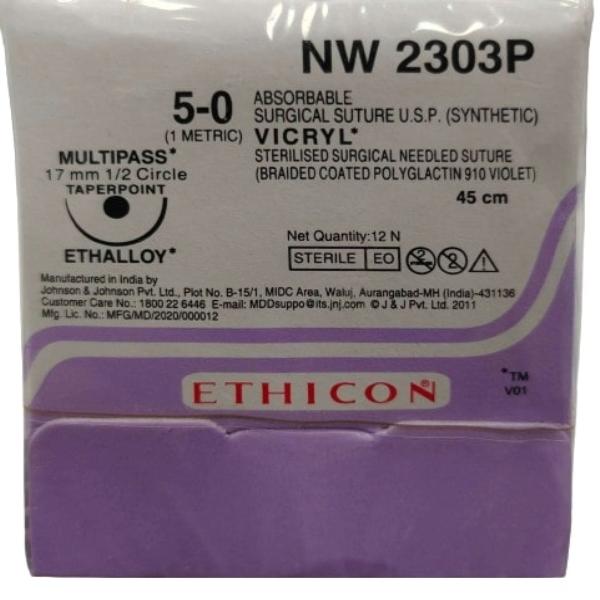 NW 2303P
5-0
(1 METRIC)
ABSORBABLE
SURGICAL SUTURE U.S.P. (SYNTHETIC)
VICRYL*
STERILISED SURGICAL NEEDLED SUTURE
(BRAIDED COATED POLYGLACTIN 910 VIOLET)
45 cm
MULTIPASS*
17 mm 1/2 Circle
TAPERPOINT
ETHALLOY*
Net Quantity:12 N
STERILE EO
2 2
Manufactured in India by
Johnson & Johnson Pvt. Ltd., Plot No. B-15/1, MIDC Area, Waluj, Aurangabad-MH (India)-431136
Customer Care No.: 1800 22 6446 E-mail: MDDsuppo@its.jnj.com © J & J Pvt. Ltd. 2011
Mfg. Lic. No.: MFG/MD/2020/000012
ETHICON®
*TM
V01